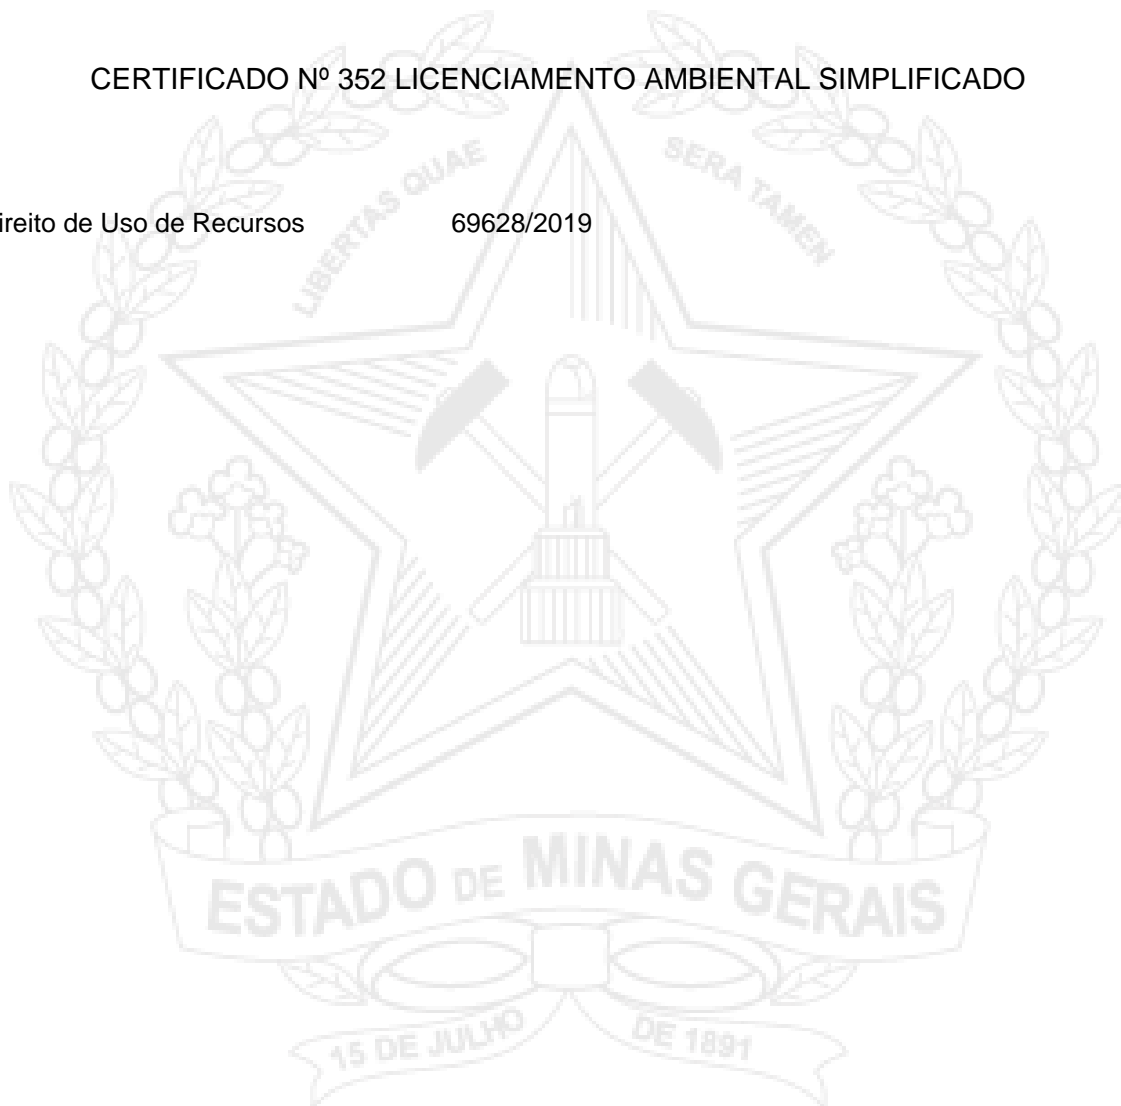 CERTIFICADO Nº 352 LICENCIAMENTO AMBIENTAL SIMPLIFICADO
LIBERTAS QUAE SERA TAMEN
ireito de Uso de Recursos 69628/2019
ESTADO DE MINAS GERAIS
15 DE JULHO DE 1891